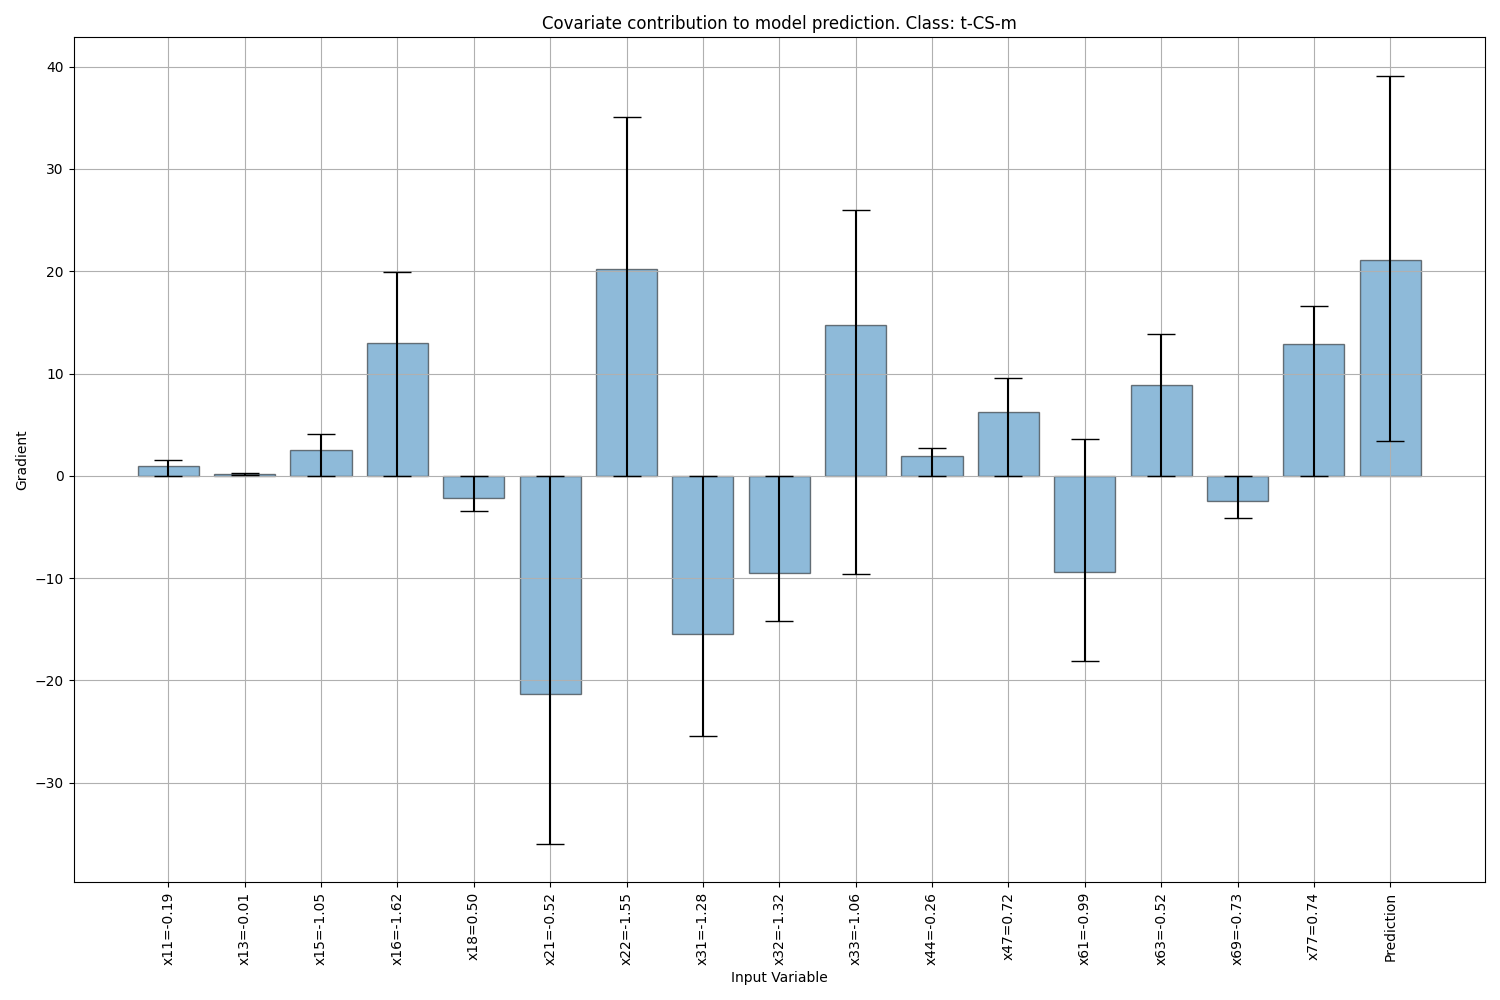 Covariate contribution to model prediction. Class: t-CS-m
Gradient
40
30
20
10
0
−10
−20
−30
x11=-0.19
x13=-0.01
x15=-1.05
x16=-1.62
x18=0.50
x21=-0.52
x22=-1.55
x31=-1.28
x32=-1.32
x33=-1.06
x44=-0.26
x47=0.72
x61=-0.99
x63=-0.52
x69=-0.73
x77=0.74
Prediction
Input Variable